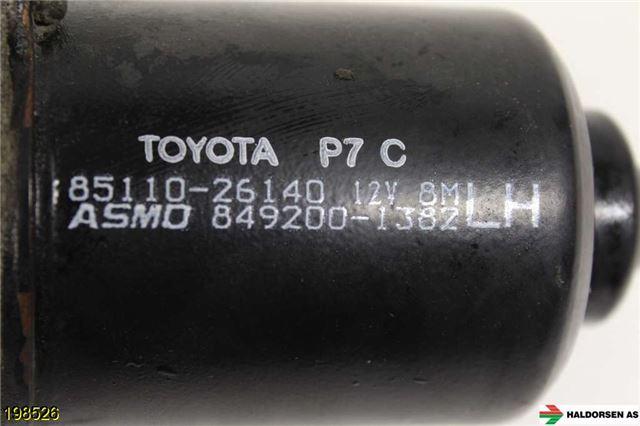 TOYOTA P7 C
85110-26140 12V 8M
ASMO 849200-1382 LH
198526
HALDORSEN AS